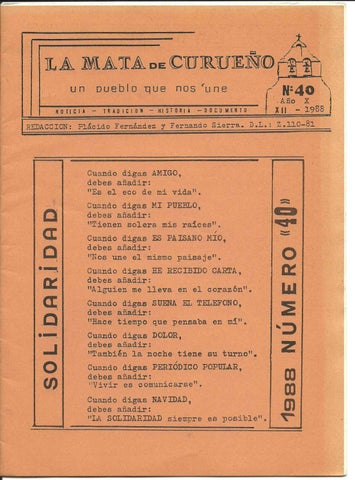 LA MATA DE CURUEÑO
un pueblo que nos une
NOTICIA - TRADICION - HISTORIA - DOCUMENTO
Nº 40
Año X
XII - 1988
REDACCION: Plácido Fernández y Fernando Sierra. D.L.: Z.110-81
SOLIDARIDAD
Cuando digas AMIGO,
debes añadir:
"Es el eco de mi vida".
Cuando digas MI PUEBLO,
debes añadir:
"Tienen solera mis raíces".
Cuando digas ES PAISANO MÍO,
debes añadir:
"Nos une el mismo paisaje".
Cuando digas HE RECIBIDO CARTA,
debes añadir:
"Alguien me lleva en el corazón".
Cuando digas SUENA EL TELEFONO,
debes añadir:
"Hace tiempo que pensaba en mí".
Cuando digas DOLOR,
debes añadir:
"También la noche tiene su turno".
Cuando digas PERIÓDICO POPULAR,
debes añadir:
"Vivir es comunicarse".
Cuando digas NAVIDAD,
debes añadir:
"LA SOLIDARIDAD siempre es posible".
1988 NÚMERO «40»